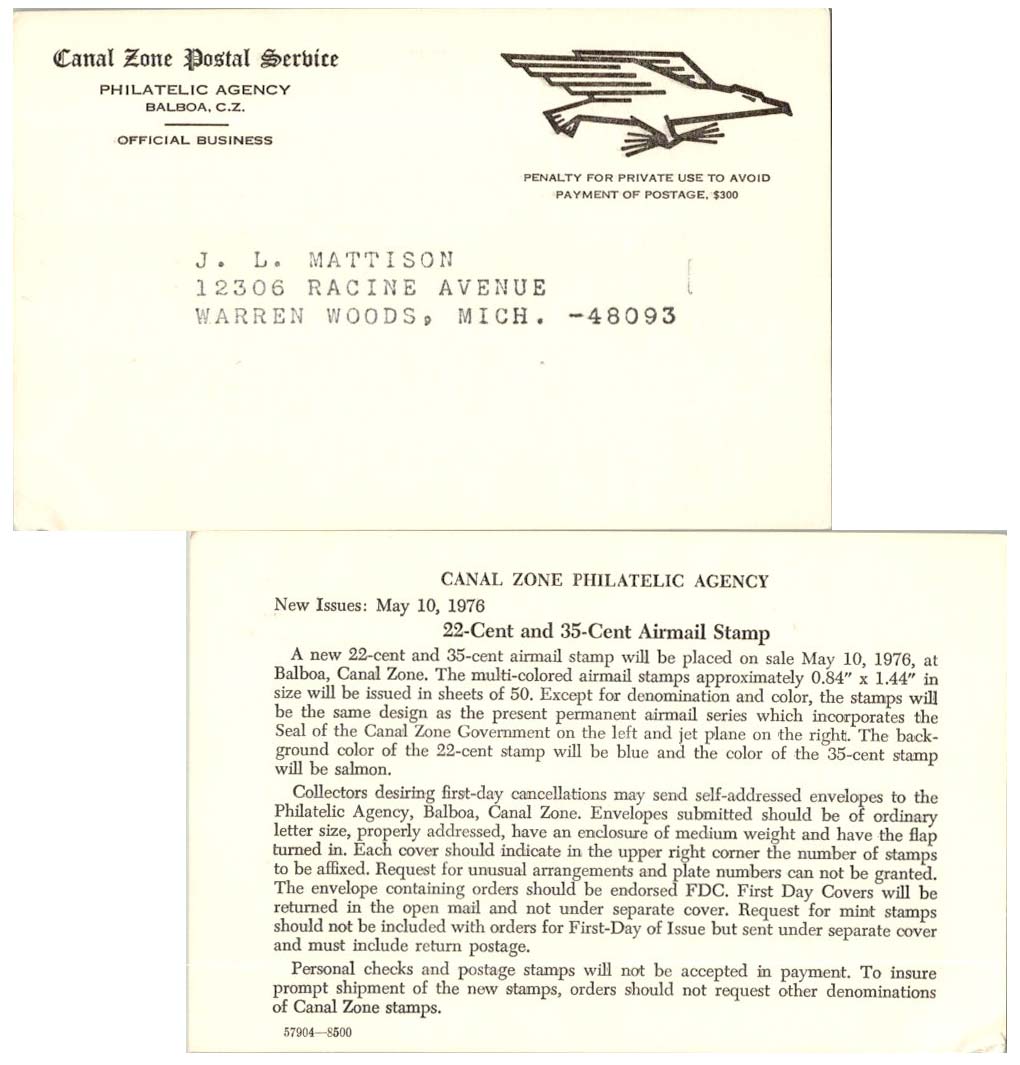 Canal Zone Postal Service
PHILATELIC AGENCY
BALBOA, C.Z.
OFFICIAL BUSINESS
PENALTY FOR PRIVATE USE TO AVOID
PAYMENT OF POSTAGE, $300
J. L. MATTISON
12306 RACINE AVENUE
WARREN WOODS, MICH. -48093
CANAL ZONE PHILATELIC AGENCY
New Issues: May 10, 1976
22-Cent and 35-Cent Airmail Stamp
A new 22-cent and 35-cent airmail stamp will be placed on sale May 10, 1976, at
Balboa, Canal Zone. The multi-colored airmail stamps approximately 0.84″ x 1.44″ in
size will be issued in sheets of 50. Except for denomination and color, the stamps will
be the same design as the present permanent airmail series which incorporates the
Seal of the Canal Zone Government on the left and jet plane on the right. The back-
ground color of the 22-cent stamp will be blue and the color of the 35-cent stamp
will be salmon.
Collectors desiring first-day cancellations may send self-addressed envelopes to the
Philatelic Agency, Balboa, Canal Zone. Envelopes submitted should be of ordinary
letter size, properly addressed, have an enclosure of medium weight and have the flap
turned in. Each cover should indicate in the upper right corner the number of stamps
to be affixed. Request for unusual arrangements and plate numbers can not be granted.
The envelope containing orders should be endorsed FDC. First Day Covers will be
returned in the open mail and not under separate cover. Request for mint stamps
should not be included with orders for First-Day of Issue but sent under separate cover
and must include return postage.
Personal checks and postage stamps will not be accepted in payment. To insure
prompt shipment of the new stamps, orders should not request other denominations
of Canal Zone stamps.
57904—8500